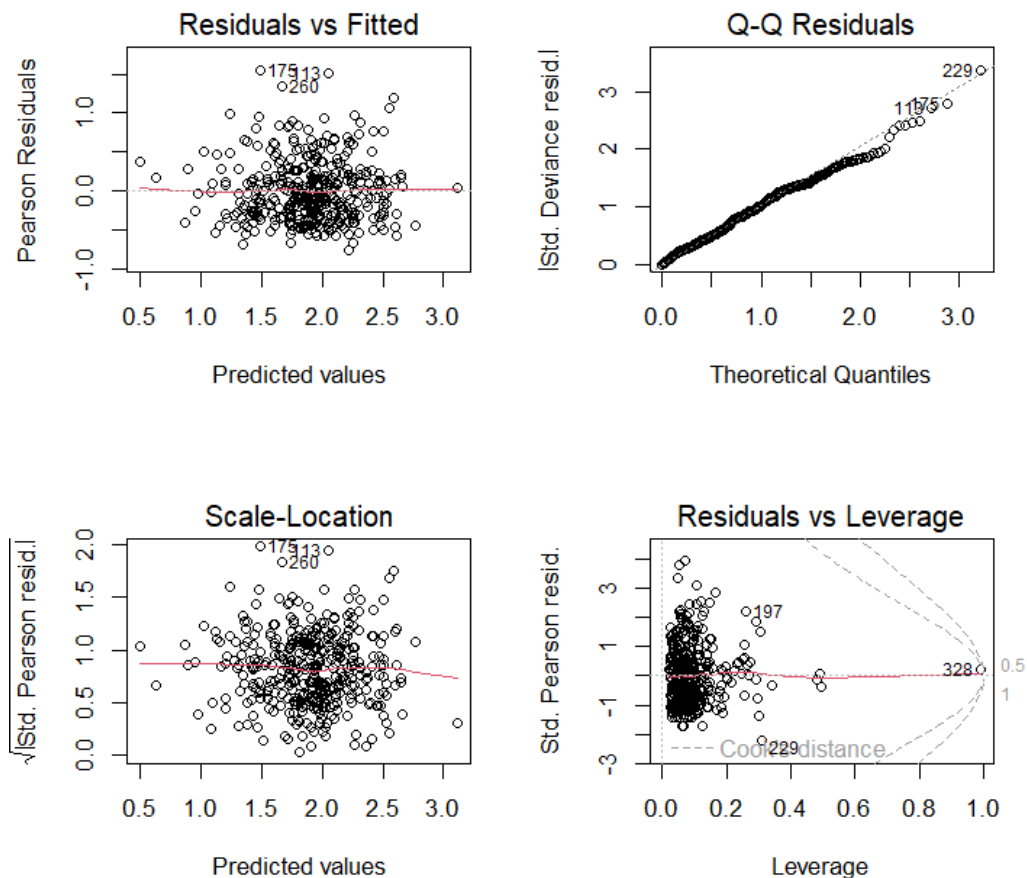 Residuals vs Fitted
Pearson Residuals
1.0
0.0
-1.0
175
113
260
0.5 1.0 1.5 2.0 2.5 3.0
Predicted values
Q-Q Residuals
|Std. Deviance resid.|
3
2
1
0
229
175
113
0.0 1.0 2.0 3.0
Theoretical Quantiles
Scale-Location
√|Std. Pearson resid.|
2.0
1.5
1.0
0.5
0.0
175
113
260
0.5 1.0 1.5 2.0 2.5 3.0
Predicted values
Residuals vs Leverage
Std. Pearson resid.
3
1
-1
-3
197
328
0.5
1
229
Cook's distance
0.0 0.2 0.4 0.6 0.8 1.0
Leverage